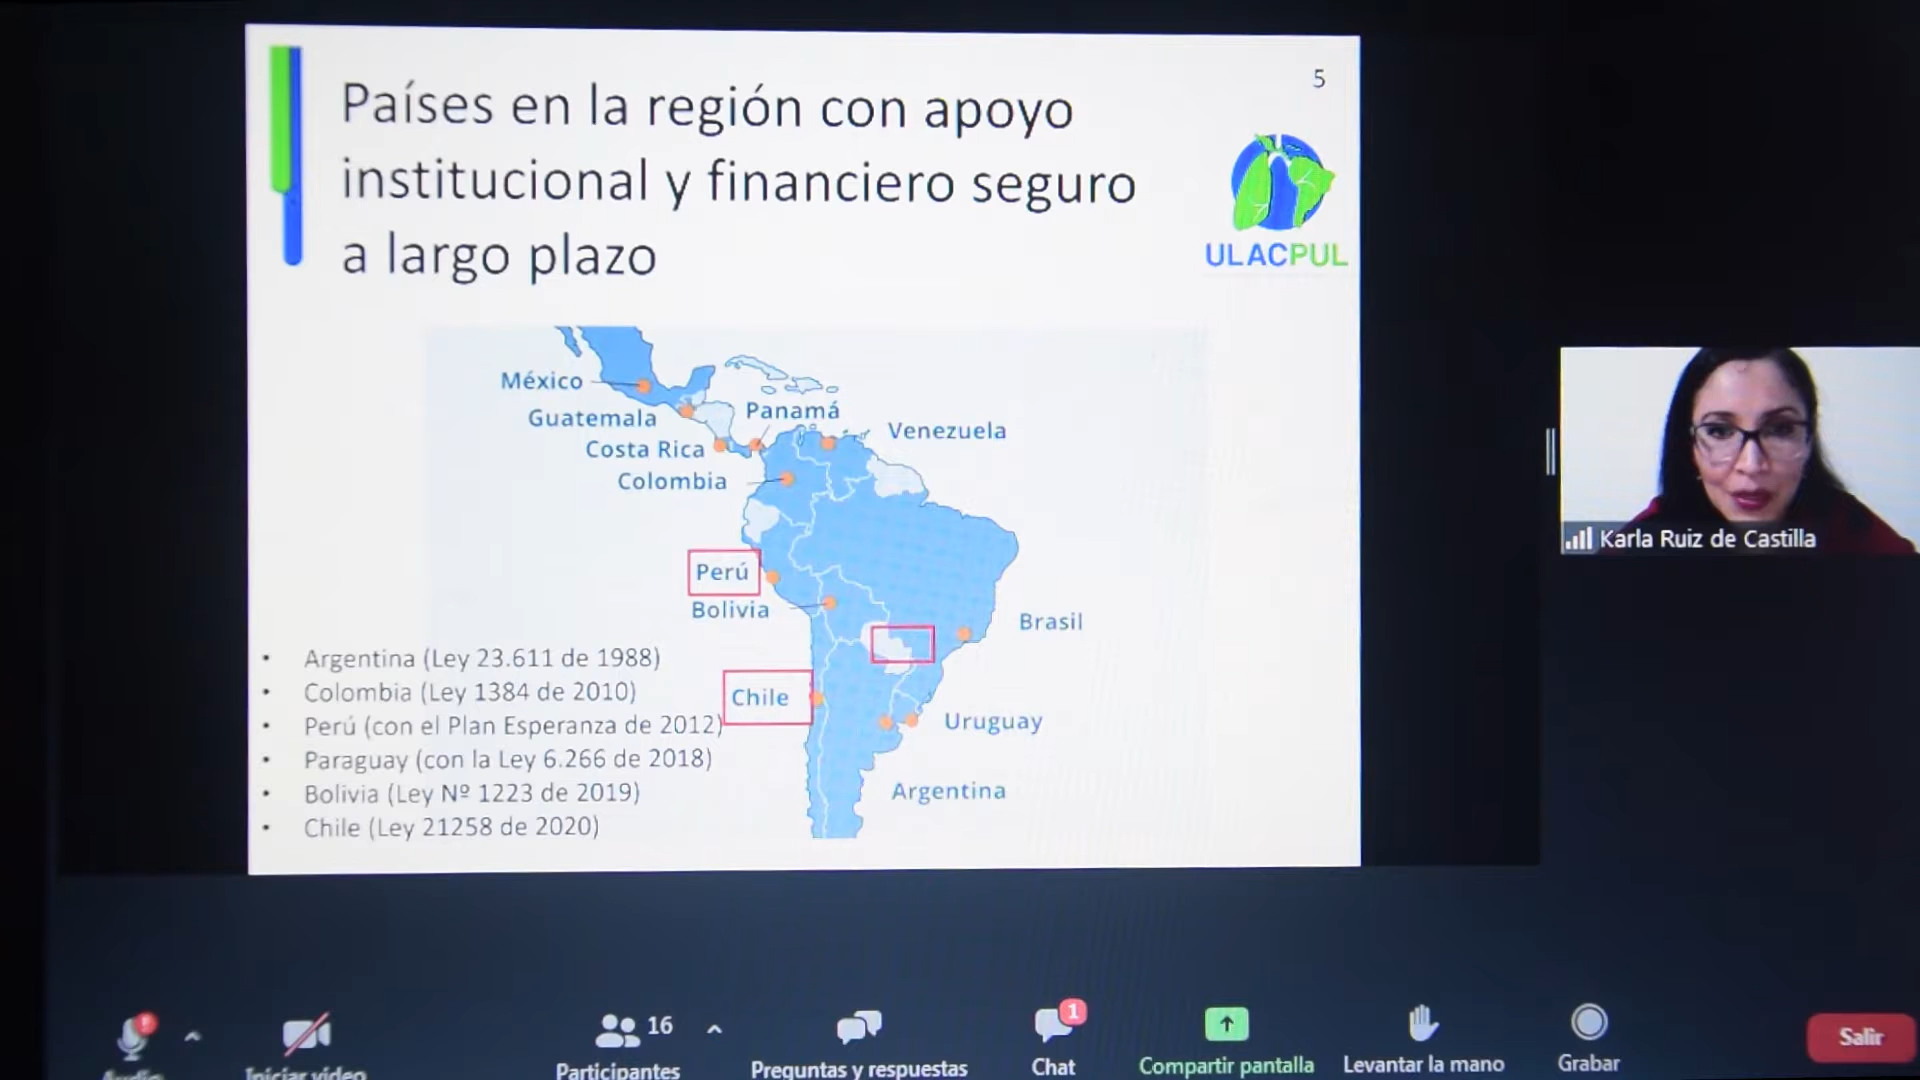 5
Países en la región con apoyo
institucional y financiero seguro
a largo plazo
ULACPUL
México
Guatemala
Panamá
Venezuela
Costa Rica
Colombia
Perú
Bolivia
Brasil
Chile
Uruguay
Argentina
• Argentina (Ley 23.611 de 1988)
• Colombia (Ley 1384 de 2010)
• Perú (con el Plan Esperanza de 2012)
• Paraguay (con la Ley 6.266 de 2018)
• Bolivia (Ley Nº 1223 de 2019)
• Chile (Ley 21258 de 2020)
Karla Ruiz de Castilla
Audio
Iniciar video
16
Participantes
Preguntas y respuestas
1
Chat
Compartir pantalla
Levantar la mano
Grabar
Salir